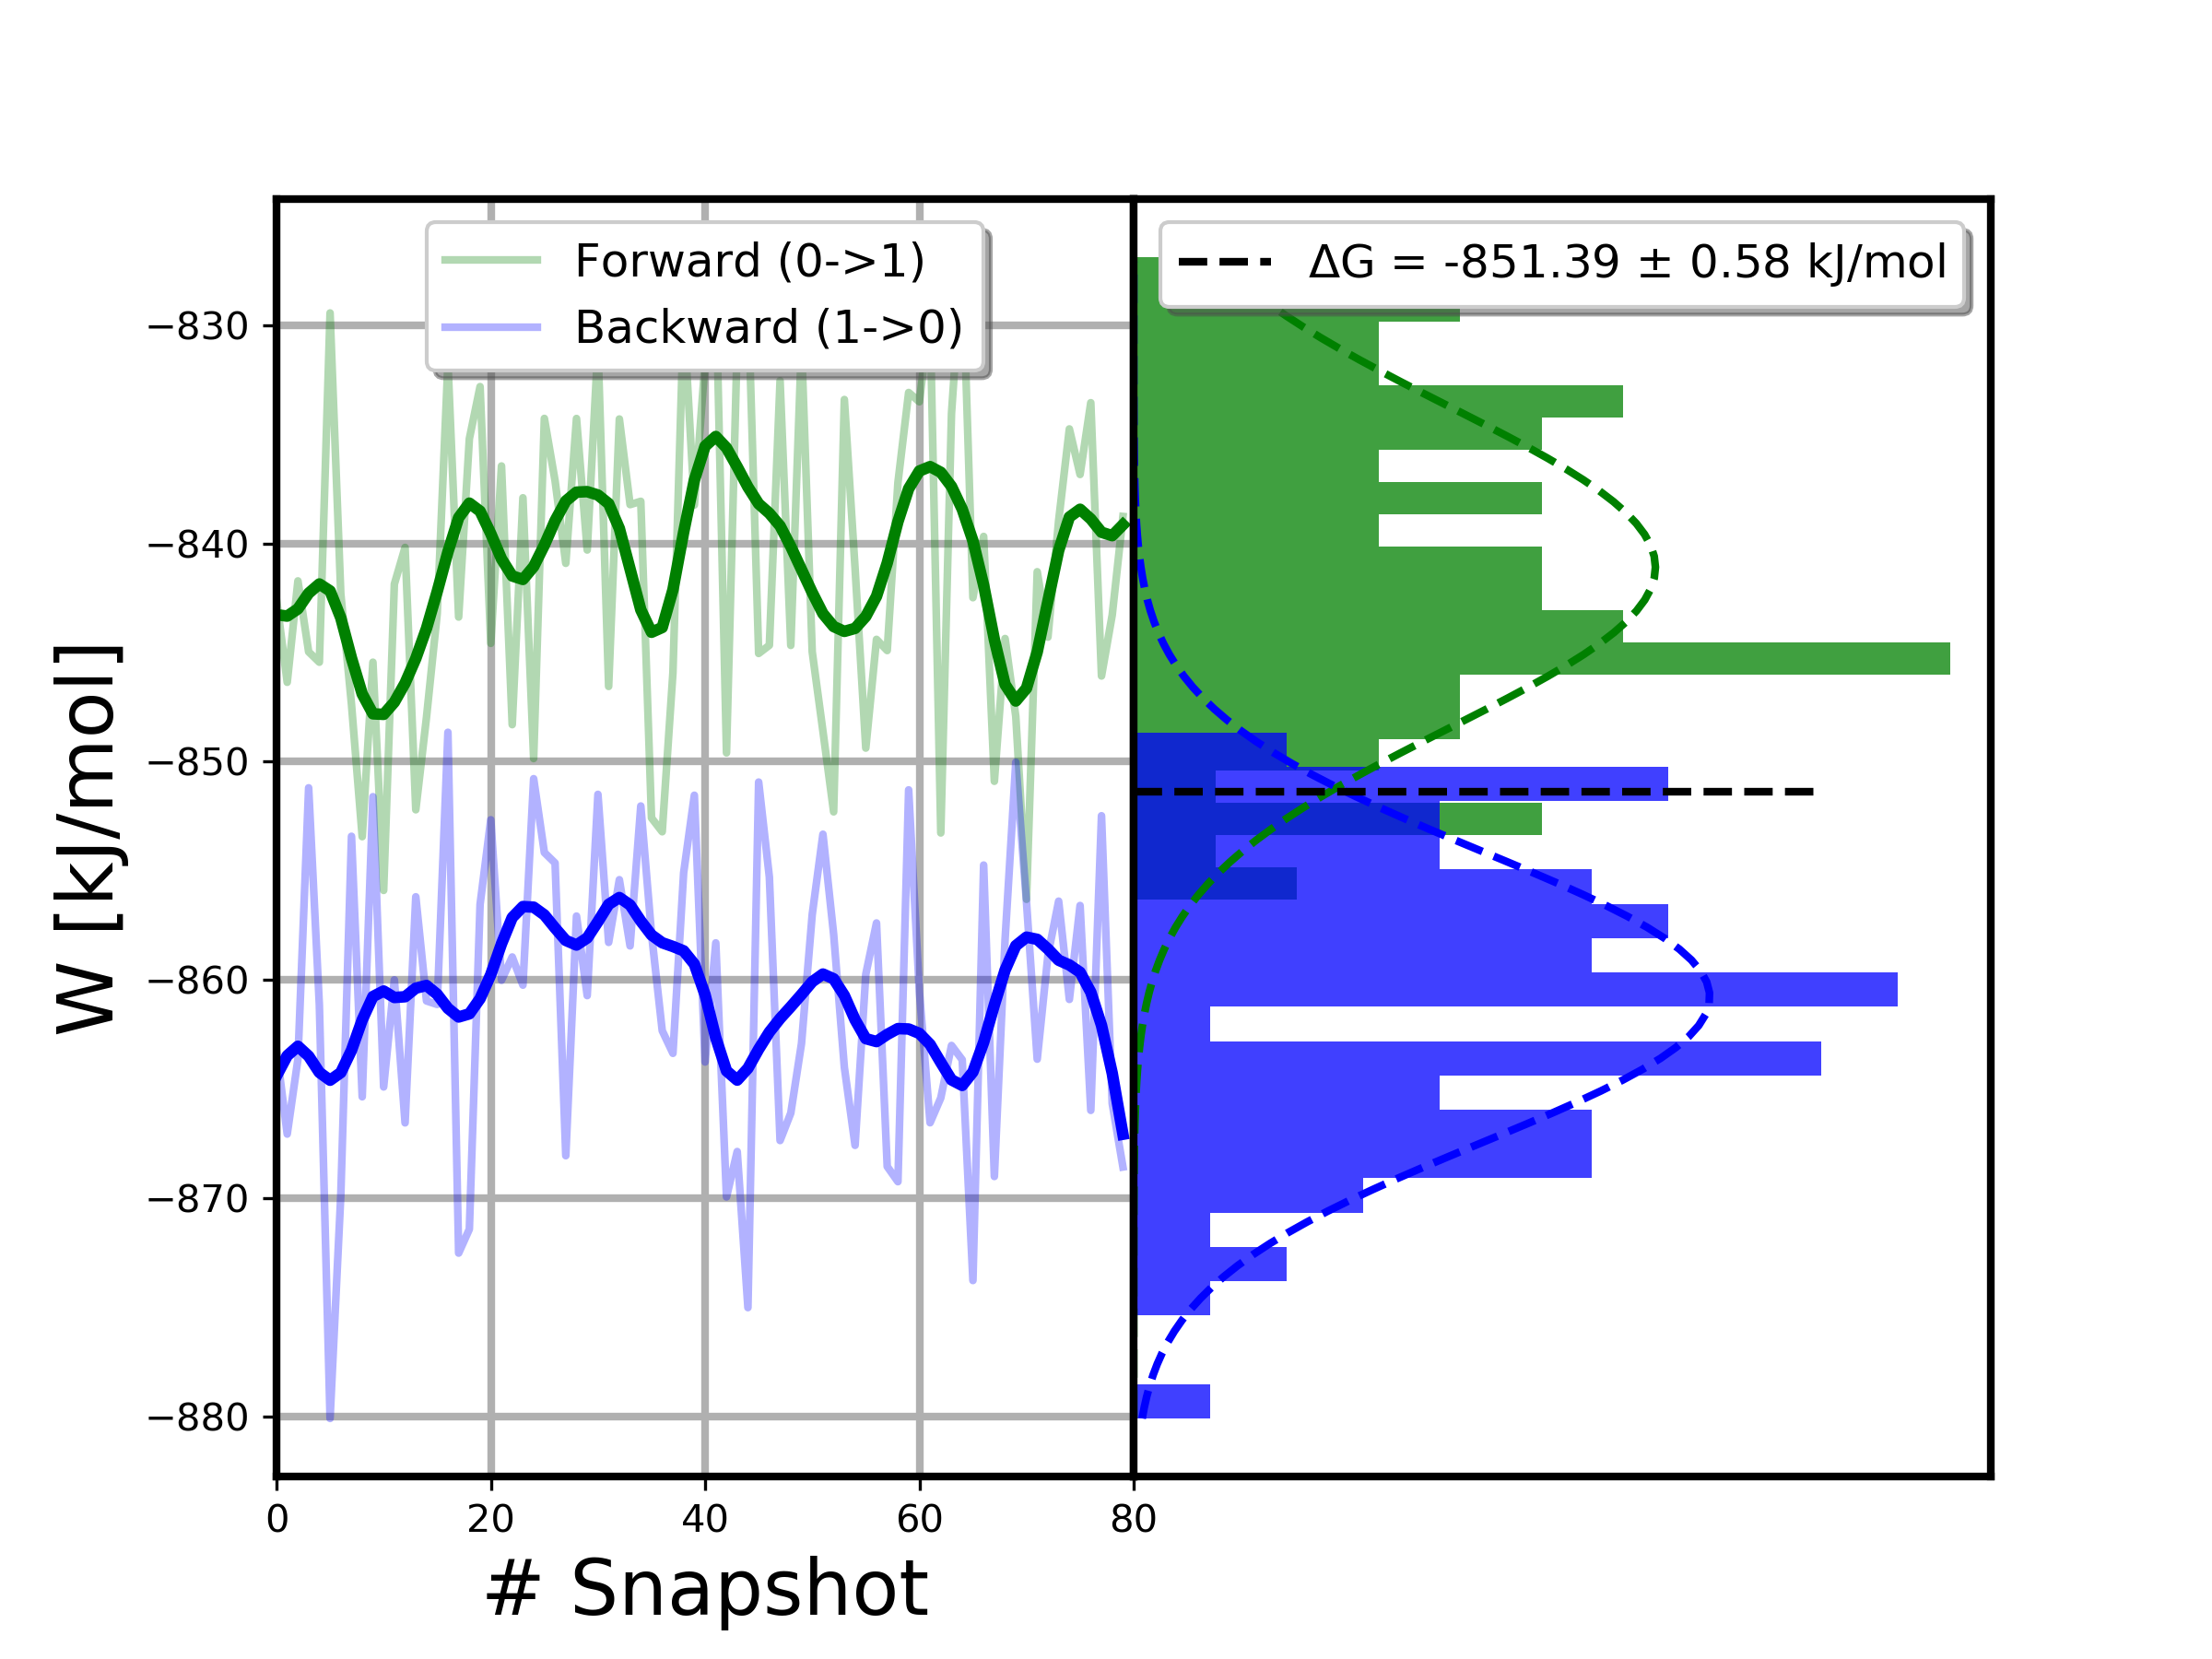 Forward (0->1)
Backward (1->0)
ΔG = -851.39 ± 0.58 kJ/mol
W [kJ/mol]
−830
−840
−850
−860
−870
−880
0 20 40 60 80
# Snapshot